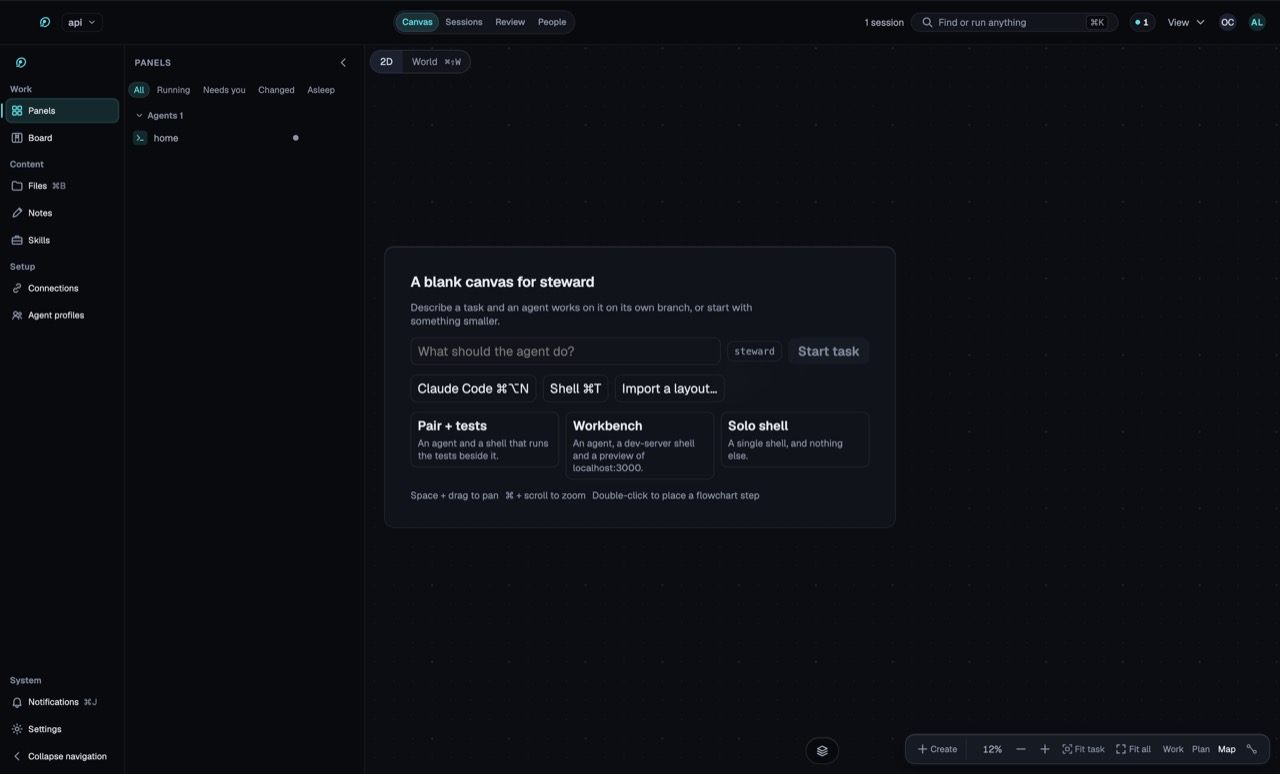 api
Canvas Sessions Review People
1 session
Find or run anything ⌘K
1
View
OC
AL
Work
Panels
Board
Content
Files ⌘B
Notes
Skills
Setup
Connections
Agent profiles
System
Notifications ⌘J
Settings
Collapse navigation
PANELS
All Running Needs you Changed Asleep
Agents 1
home
2D World ⌘⇧W
A blank canvas for steward
Describe a task and an agent works on it on its own branch, or start with
something smaller.
What should the agent do? steward Start task
Claude Code ⌘⌥N Shell ⌘T Import a layout…
Pair + tests
An agent and a shell that runs
the tests beside it.
Workbench
An agent, a dev-server shell
and a preview of
localhost:3000.
Solo shell
A single shell, and nothing
else.
Space + drag to pan ⌘ + scroll to zoom Double-click to place a flowchart step
+ Create 12% − + Fit task Fit all Work Plan Map